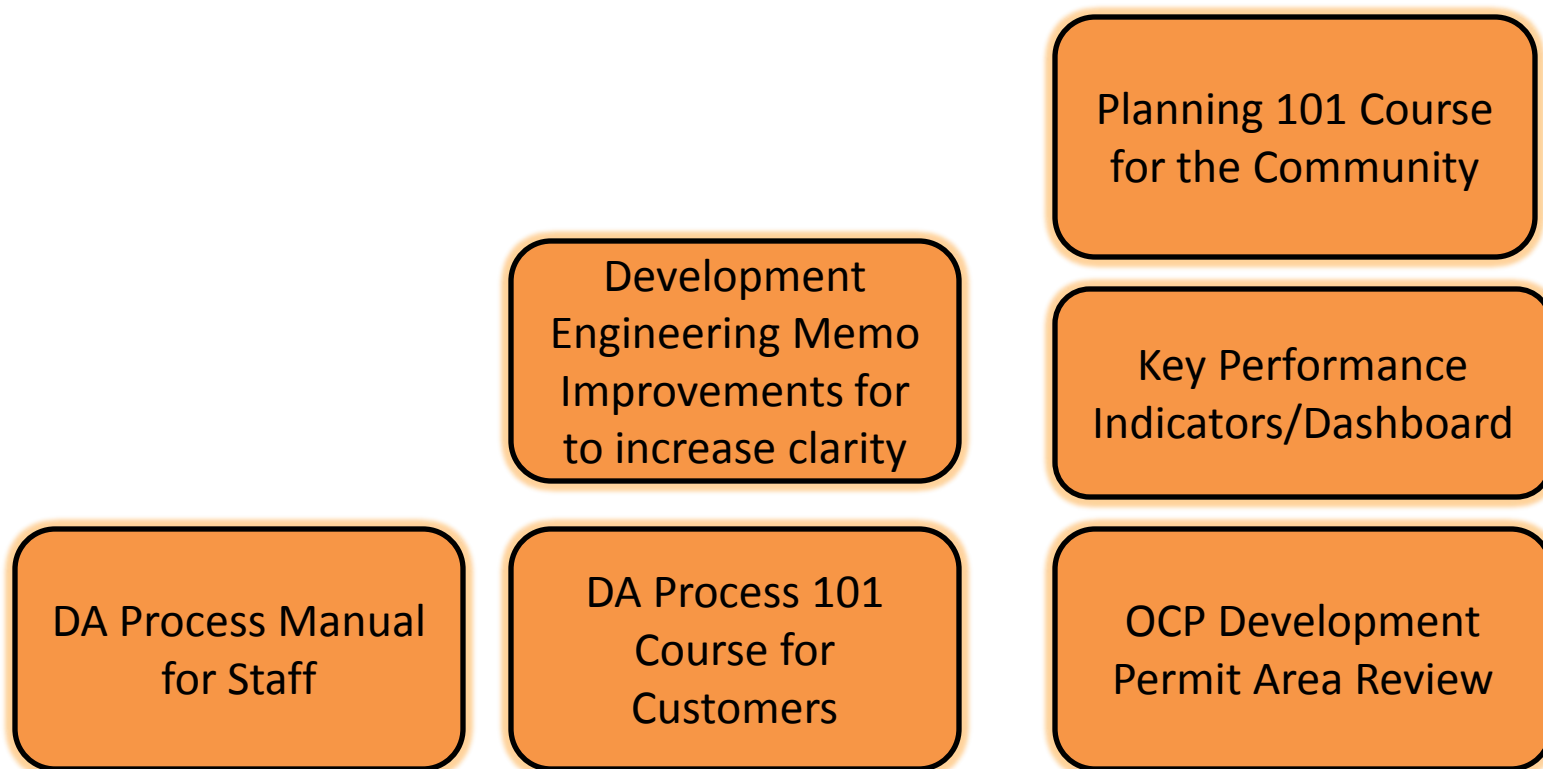 Planning 101 Course
for the Community
Development
Engineering Memo
Improvements for
to increase clarity
Key Performance
Indicators/Dashboard
DA Process Manual
for Staff
DA Process 101
Course for
Customers
OCP Development
Permit Area Review